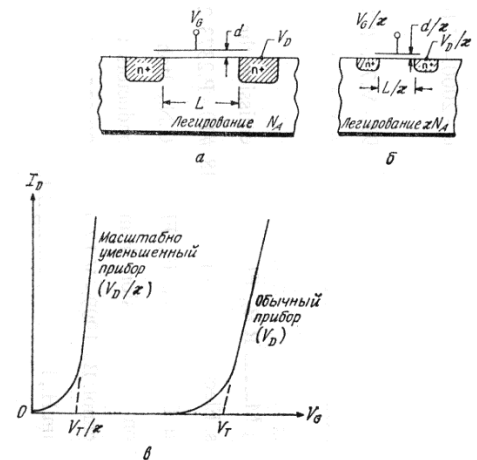 V_G
d
V_D
n+
n+
L
Легирование N_A
а
V_G/ϰ
d/ϰ
V_D/ϰ
n+
n+
L/ϰ
Легирование ϰN_A
б
I_D
Масштабно
уменьшенный
прибор
(V_D/ϰ)
Обычный
прибор
(V_D)
0
V_T/ϰ
V_T
V_G
в